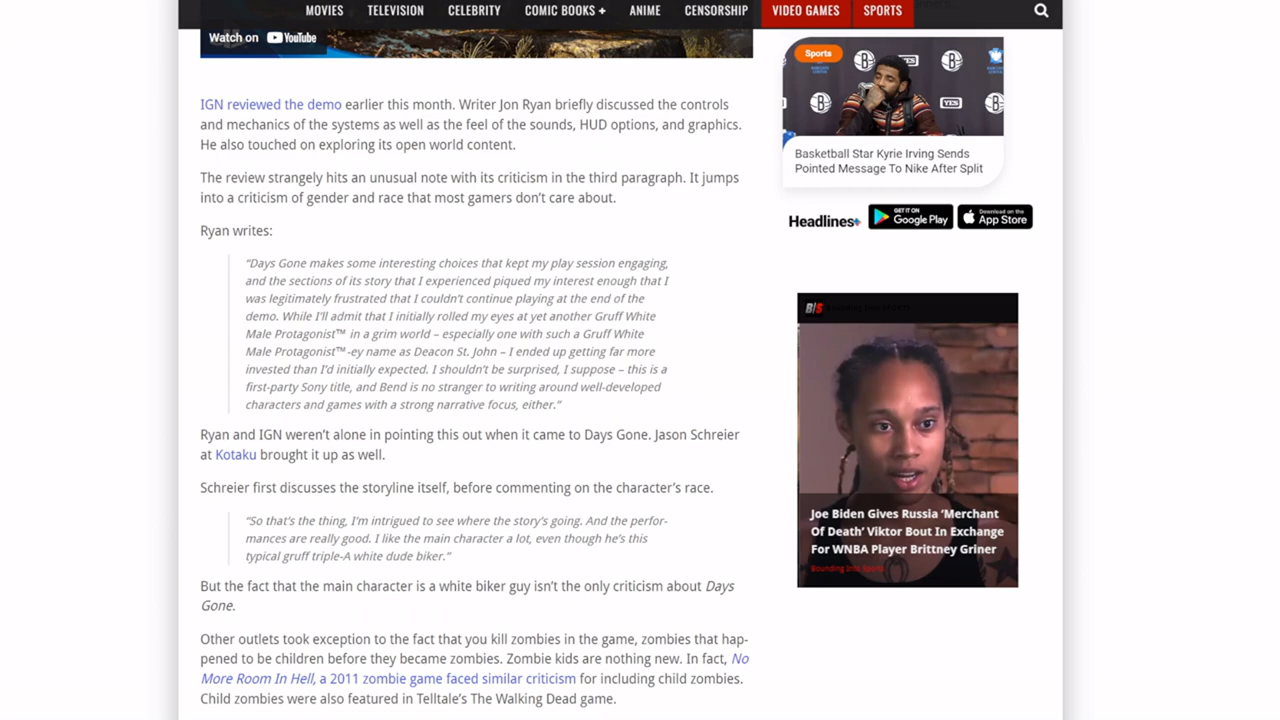 MOVIES TELEVISION CELEBRITY COMIC BOOKS + ANIME CENSORSHIP VIDEO GAMES SPORTS
Watch on YouTube
IGN reviewed the demo earlier this month. Writer Jon Ryan briefly discussed the controls
and mechanics of the systems as well as the feel of the sounds, HUD options, and graphics.
He also touched on exploring its open world content.
The review strangely hits an unusual note with its criticism in the third paragraph. It jumps
into a criticism of gender and race that most gamers don’t care about.
Ryan writes:
“Days Gone makes some interesting choices that kept my play session engaging,
and the sections of its story that I experienced piqued my interest enough that I
was legitimately frustrated that I couldn’t continue playing at the end of the
demo. While I’ll admit that I initially rolled my eyes at yet another Gruff White
Male Protagonist™ in a grim world – especially one with such a Gruff White
Male Protagonist™-ey name as Deacon St. John – I ended up getting far more
invested than I’d initially expected. I shouldn’t be surprised, I suppose – this is a
first-party Sony title, and Bend is no stranger to writing around well-developed
characters and games with a strong narrative focus, either.”
Ryan and IGN weren’t alone in pointing this out when it came to Days Gone. Jason Schreier
at Kotaku brought it up as well.
Schreier first discusses the storyline itself, before commenting on the character’s race.
“So that’s the thing, I’m intrigued to see where the story’s going. And the perfor-
mances are really good. I like the main character a lot, even though he’s this
typical gruff triple-A white dude biker.”
But the fact that the main character is a white biker guy isn’t the only criticism about Days
Gone.
Other outlets took exception to the fact that you kill zombies in the game, zombies that hap-
pened to be children before they became zombies. Zombie kids are nothing new. In fact, No
More Room In Hell, a 2011 zombie game faced similar criticism for including child zombies.
Child zombies were also featured in Telltale’s The Walking Dead game.
Sports
YES
YES
Basketball Star Kyrie Irving Sends
Pointed Message To Nike After Split
Headlines+
GET IT ON
Google Play
Download on the
App Store
B/S Bounding Into SPORTS
Joe Biden Gives Russia ‘Merchant
Of Death’ Viktor Bout In Exchange
For WNBA Player Brittney Griner
Bounding Into Sports